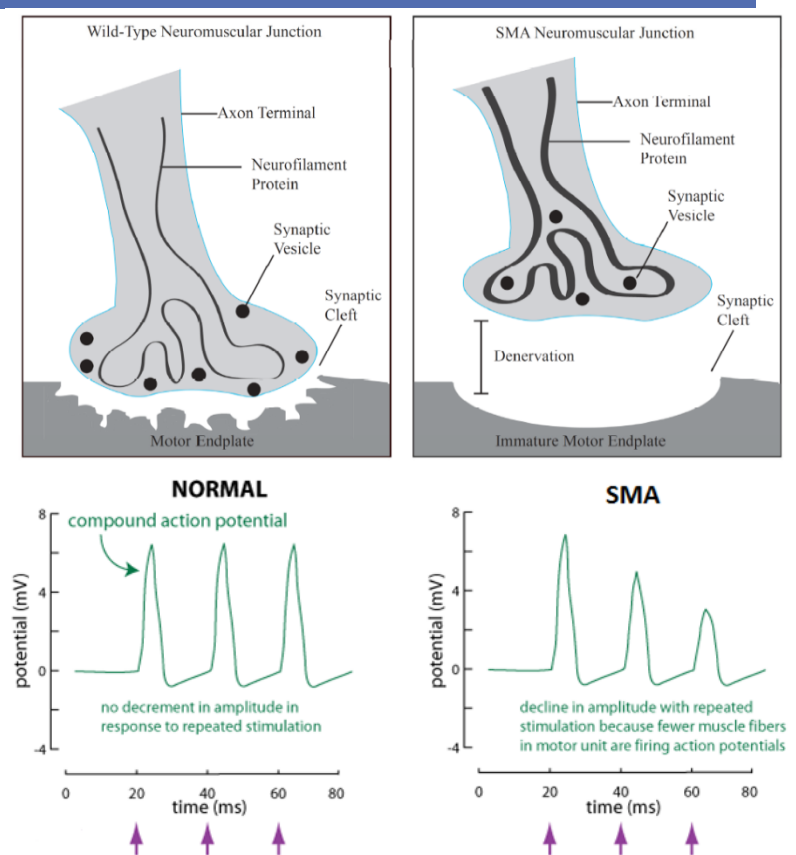 Wild-Type Neuromuscular Junction
Axon Terminal
Neurofilament
Protein
Synaptic
Vesicle
Synaptic
Cleft
Motor Endplate
SMA Neuromuscular Junction
Axon Terminal
Neurofilament
Protein
Synaptic
Vesicle
Synaptic
Cleft
Denervation
Immature Motor Endplate
NORMAL
8
compound action potential
4
0
-4
potential (mV)
no decrement in amplitude in
response to repeated stimulation
0 20 40 60 80
time (ms)
SMA
8
4
0
-4
potential (mV)
decline in amplitude with repeated
stimulation because fewer muscle fibers
in motor unit are firing action potentials
0 20 40 60 80
time (ms)